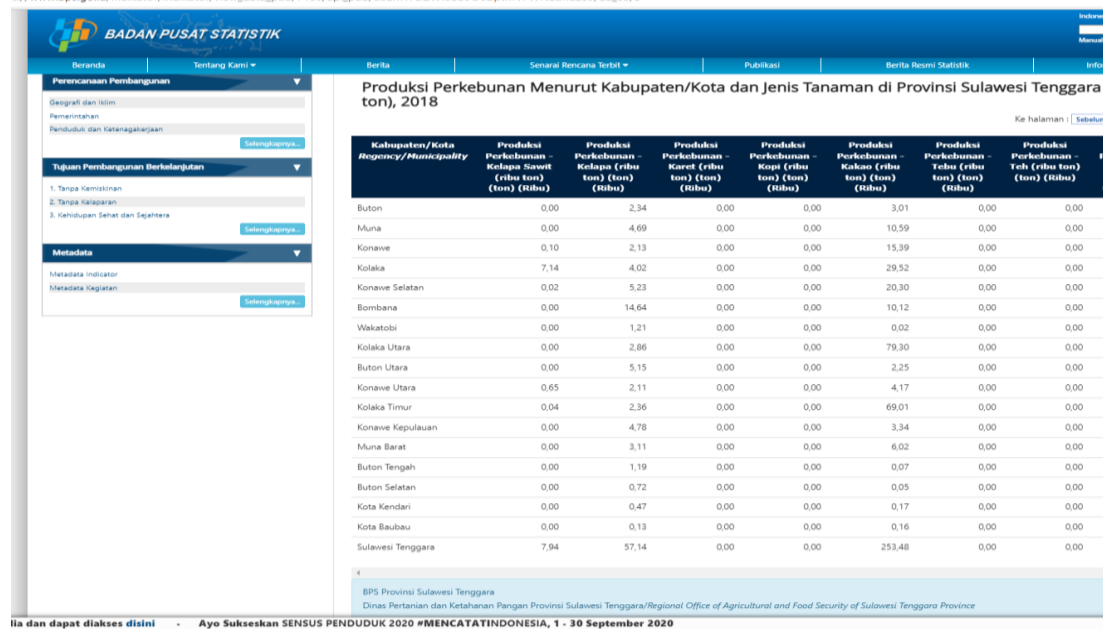 BADAN PUSAT STATISTIK
Beranda Tentang Kami Berita Senarai Rencana Terbit Publikasi Berita Resmi Statistik
Perencanaan Pembangunan
Geografi dan Iklim
Pemerintahan
Penduduk dan Ketenagakerjaan
Selengkapnya...
Tujuan Pembangunan Berkelanjutan
1. Tanpa Kemiskinan
2. Tanpa Kelaparan
3. Kehidupan Sehat dan Sejahtera
Selengkapnya...
Metadata
Metadata Indicator
Metadata Kegiatan
Selengkapnya...
Produksi Perkebunan Menurut Kabupaten/Kota dan Jenis Tanaman di Provinsi Sulawesi Tenggara
ton), 2018
Ke halaman :
Kabupaten/Kota Produksi Produksi Produksi Produksi Produksi Produksi Produksi
Regency/Municipality Perkebunan - Perkebunan - Perkebunan - Perkebunan - Perkebunan - Perkebunan - Perkebunan -
Kelapa Sawit Kelapa (ribu Karet (ribu Kopi (ribu Kakao (ribu Tebu (ribu Teh (ribu ton)
(ribu ton) ton) (ton) ton) (ton) ton) (ton) ton) (ton) ton) (ton) (ton) (Ribu)
(ton) (Ribu) (Ribu) (Ribu) (Ribu) (Ribu) (Ribu)
Buton 0,00 2,34 0,00 0,00 3,01 0,00 0,00
Muna 0,00 4,69 0,00 0,00 10,59 0,00 0,00
Konawe 0,10 2,13 0,00 0,00 15,39 0,00 0,00
Kolaka 7,14 4,02 0,00 0,00 29,52 0,00 0,00
Konawe Selatan 0,02 5,23 0,00 0,00 20,30 0,00 0,00
Bombana 0,00 14,64 0,00 0,00 10,12 0,00 0,00
Wakatobi 0,00 1,21 0,00 0,00 0,02 0,00 0,00
Kolaka Utara 0,00 2,86 0,00 0,00 79,30 0,00 0,00
Buton Utara 0,00 5,15 0,00 0,00 2,25 0,00 0,00
Konawe Utara 0,65 2,11 0,00 0,00 4,17 0,00 0,00
Kolaka Timur 0,04 2,36 0,00 0,00 69,01 0,00 0,00
Konawe Kepulauan 0,00 4,78 0,00 0,00 3,34 0,00 0,00
Muna Barat 0,00 3,11 0,00 0,00 6,02 0,00 0,00
Buton Tengah 0,00 1,19 0,00 0,00 0,07 0,00 0,00
Buton Selatan 0,00 0,72 0,00 0,00 0,05 0,00 0,00
Kota Kendari 0,00 0,47 0,00 0,00 0,17 0,00 0,00
Kota Baubau 0,00 0,13 0,00 0,00 0,16 0,00 0,00
Sulawesi Tenggara 7,94 57,14 0,00 0,00 253,48 0,00 0,00
BPS Provinsi Sulawesi Tenggara
Dinas Pertanian dan Ketahanan Pangan Provinsi Sulawesi Tenggara/Regional Office of Agricultural and Food Security of Sulawesi Tenggara Province
dan dapat diakses disini - Ayo Sukseskan SENSUS PENDUDUK 2020 #MENCATATINDONESIA, 1 - 30 September 2020